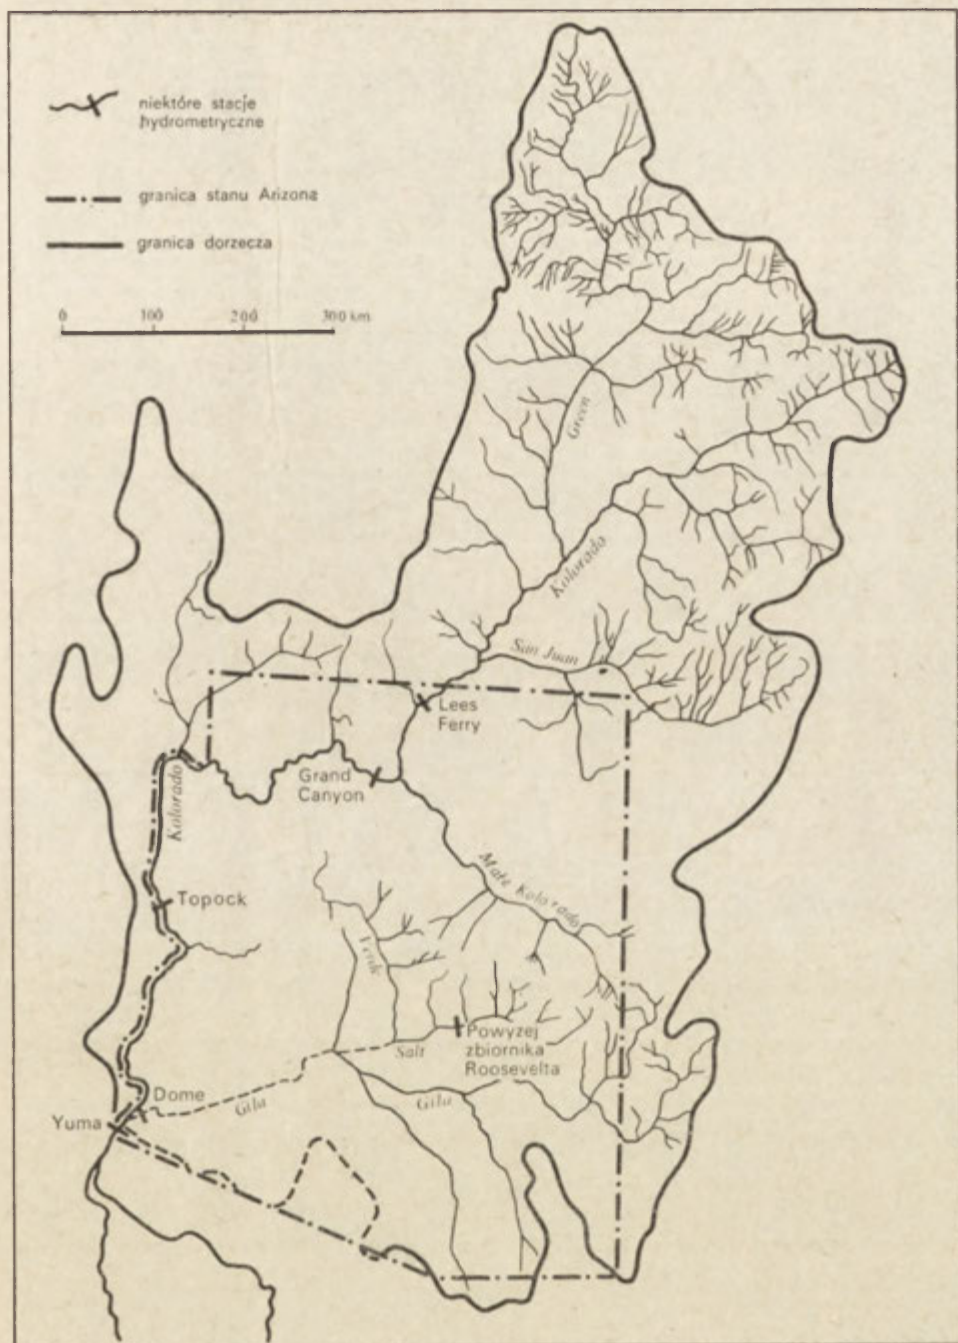 niektóre stacje
hydrometryczne
granica stanu Arizona
granica dorzecza
0 100 200 300 km
Green
Kolorado
San Juan
Lees
Ferry
Grand
Canyon
Kolorado
Małe Kolorado
Topock
Verde
Powyżej
zbiornika
Roosevelta
Salt
Dome
Gila
Gila
Yuma